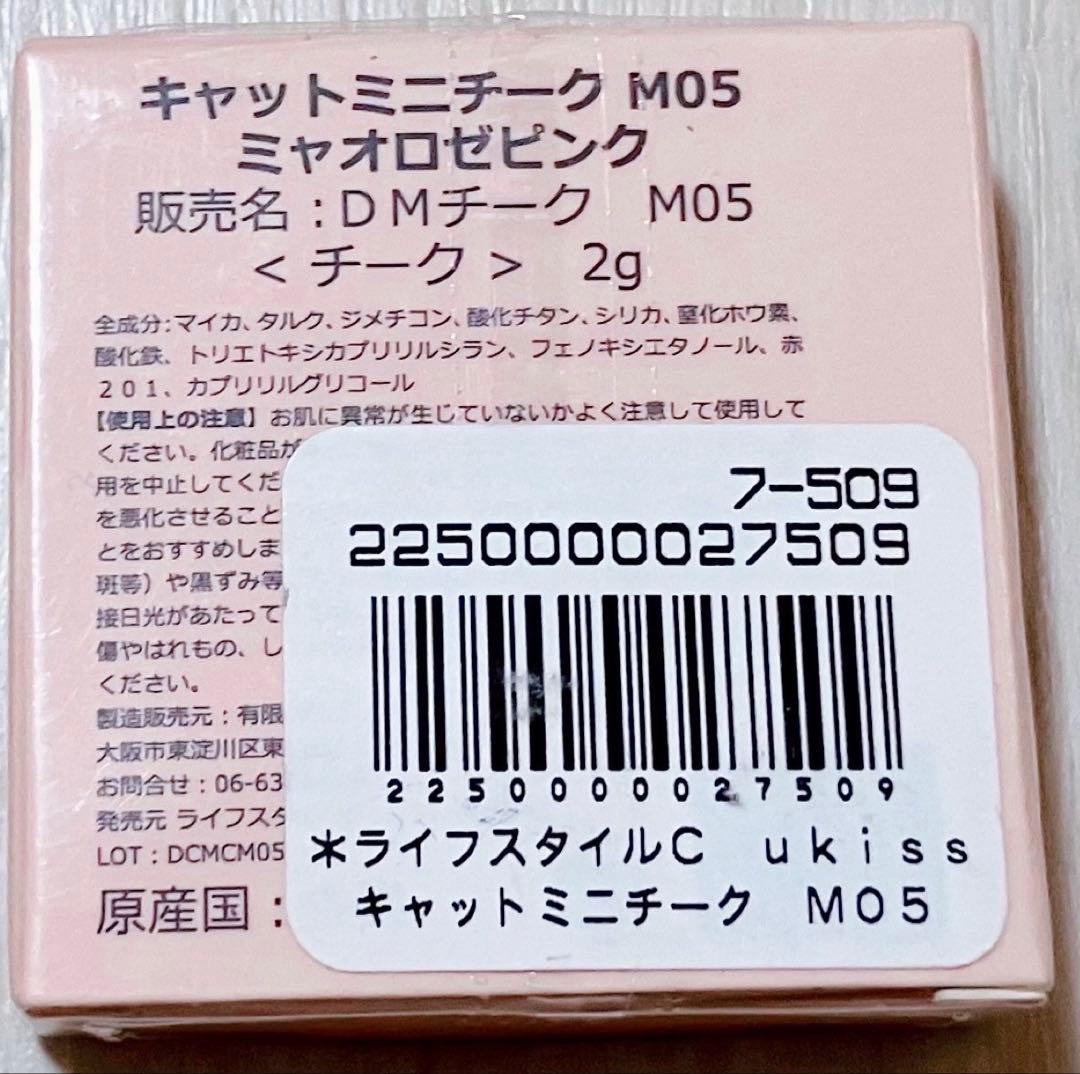 キャットミニチーク M05
ミャオロゼピンク
販売名：ＤＭチーク　M05
＜ チーク ＞　2g
全成分：マイカ、タルク、ジメチコン、酸化チタン、シリカ、窒化ホウ素、
酸化鉄、トリエトキシカプリリルシラン、フェノキシエタノール、赤
２０１、カプリリルグリコール
【使用上の注意】お肌に異常が生じていないかよく注意して使用して
ください。化粧品が
用を中止してくだ
を悪化させること
とをおすすめしま
斑等）や黒ずみ等
接日光があたって
傷やはれもの、し
ください。
製造販売元：有限
大阪市東淀川区東
お問合せ：06-63
発売元 ライフスタ
LOT：DCMCM05
原産国：
7-509
2250000027509
2250000027509
＊ライフスタイルC　ｕｋｉｓｓ
キャットミニチーク　M05